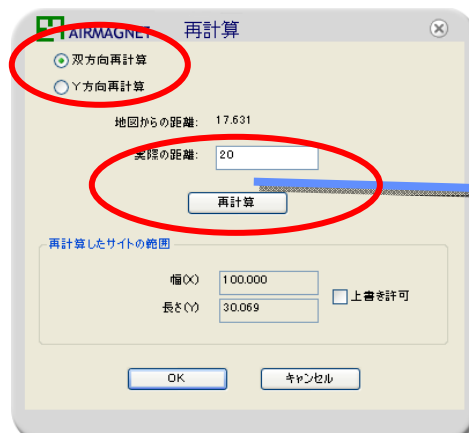 AIRMAGNET 再計算
双方向再計算
Y方向再計算
地図からの距離: 17.631
実際の距離: 20
再計算
再計算したサイトの範囲
幅(X) 100.000
上書き許可
長さ(Y) 30.069
OK キャンセル